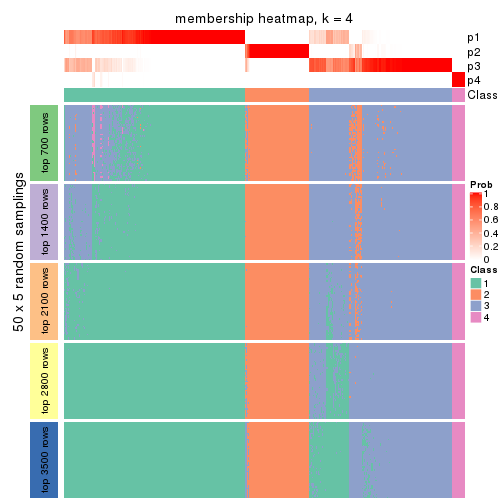 membership heatmap, k = 4
p1
p2
p3
p4
Class
50 x 5 random samplings
top 700 rows
top 1400 rows
top 2100 rows
top 2800 rows
top 3500 rows
Prob
1
0.8
0.6
0.4
0.2
0
Class
1
2
3
4